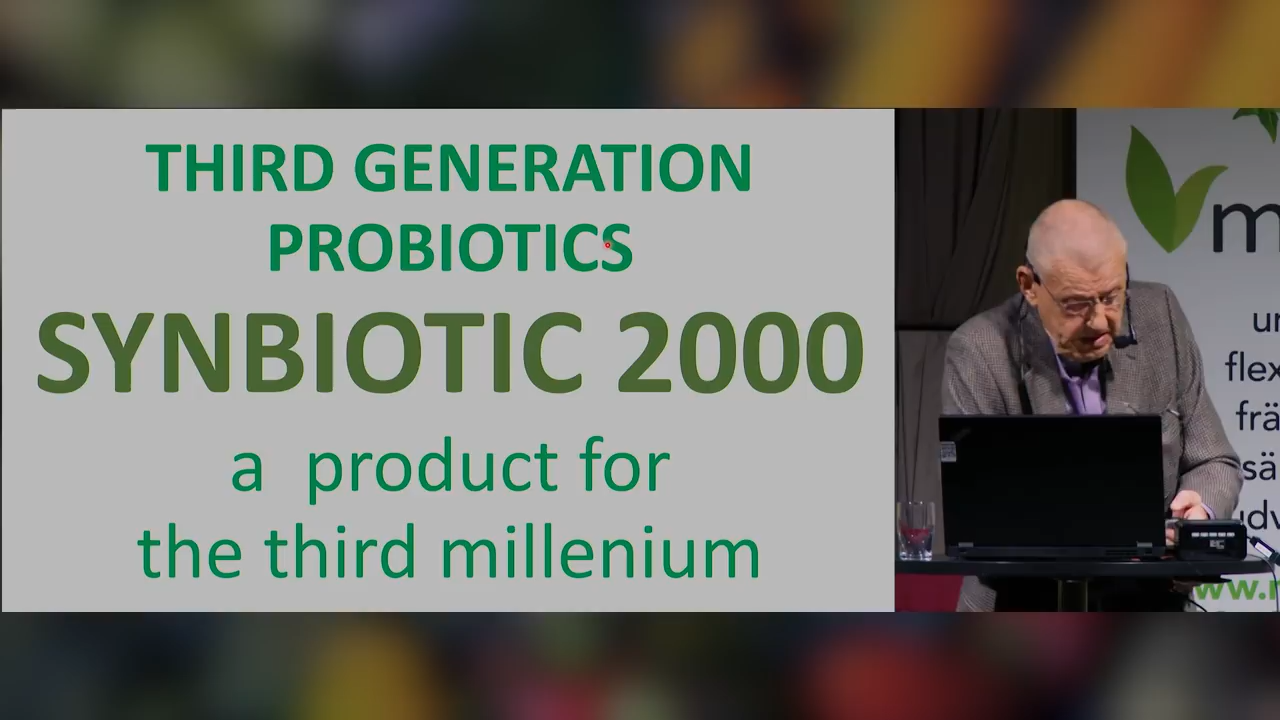 THIRD GENERATION
PROBIOTICS
SYNBIOTIC 2000
a product for
the third millenium